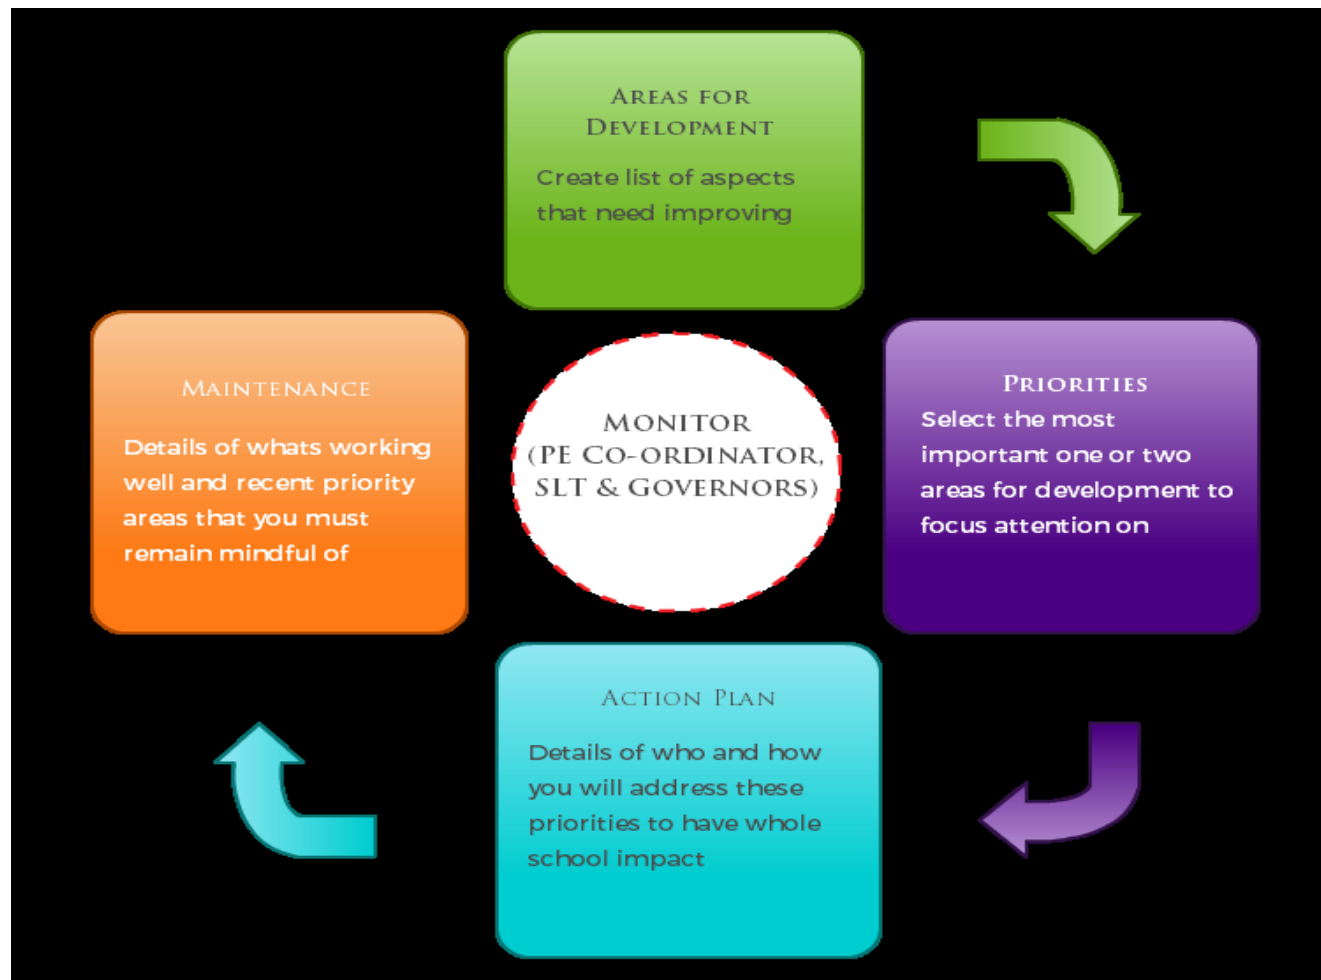 AREAS FOR
DEVELOPMENT
Create list of aspects
that need improving
PRIORITIES
Select the most
important one or two
areas for development to
focus attention on
ACTION PLAN
Details of who and how
you will address these
priorities to have whole
school impact
MAINTENANCE
Details of whats working
well and recent priority
areas that you must
remain mindful of
MONITOR
(PE CO-ORDINATOR,
SLT & GOVERNORS)